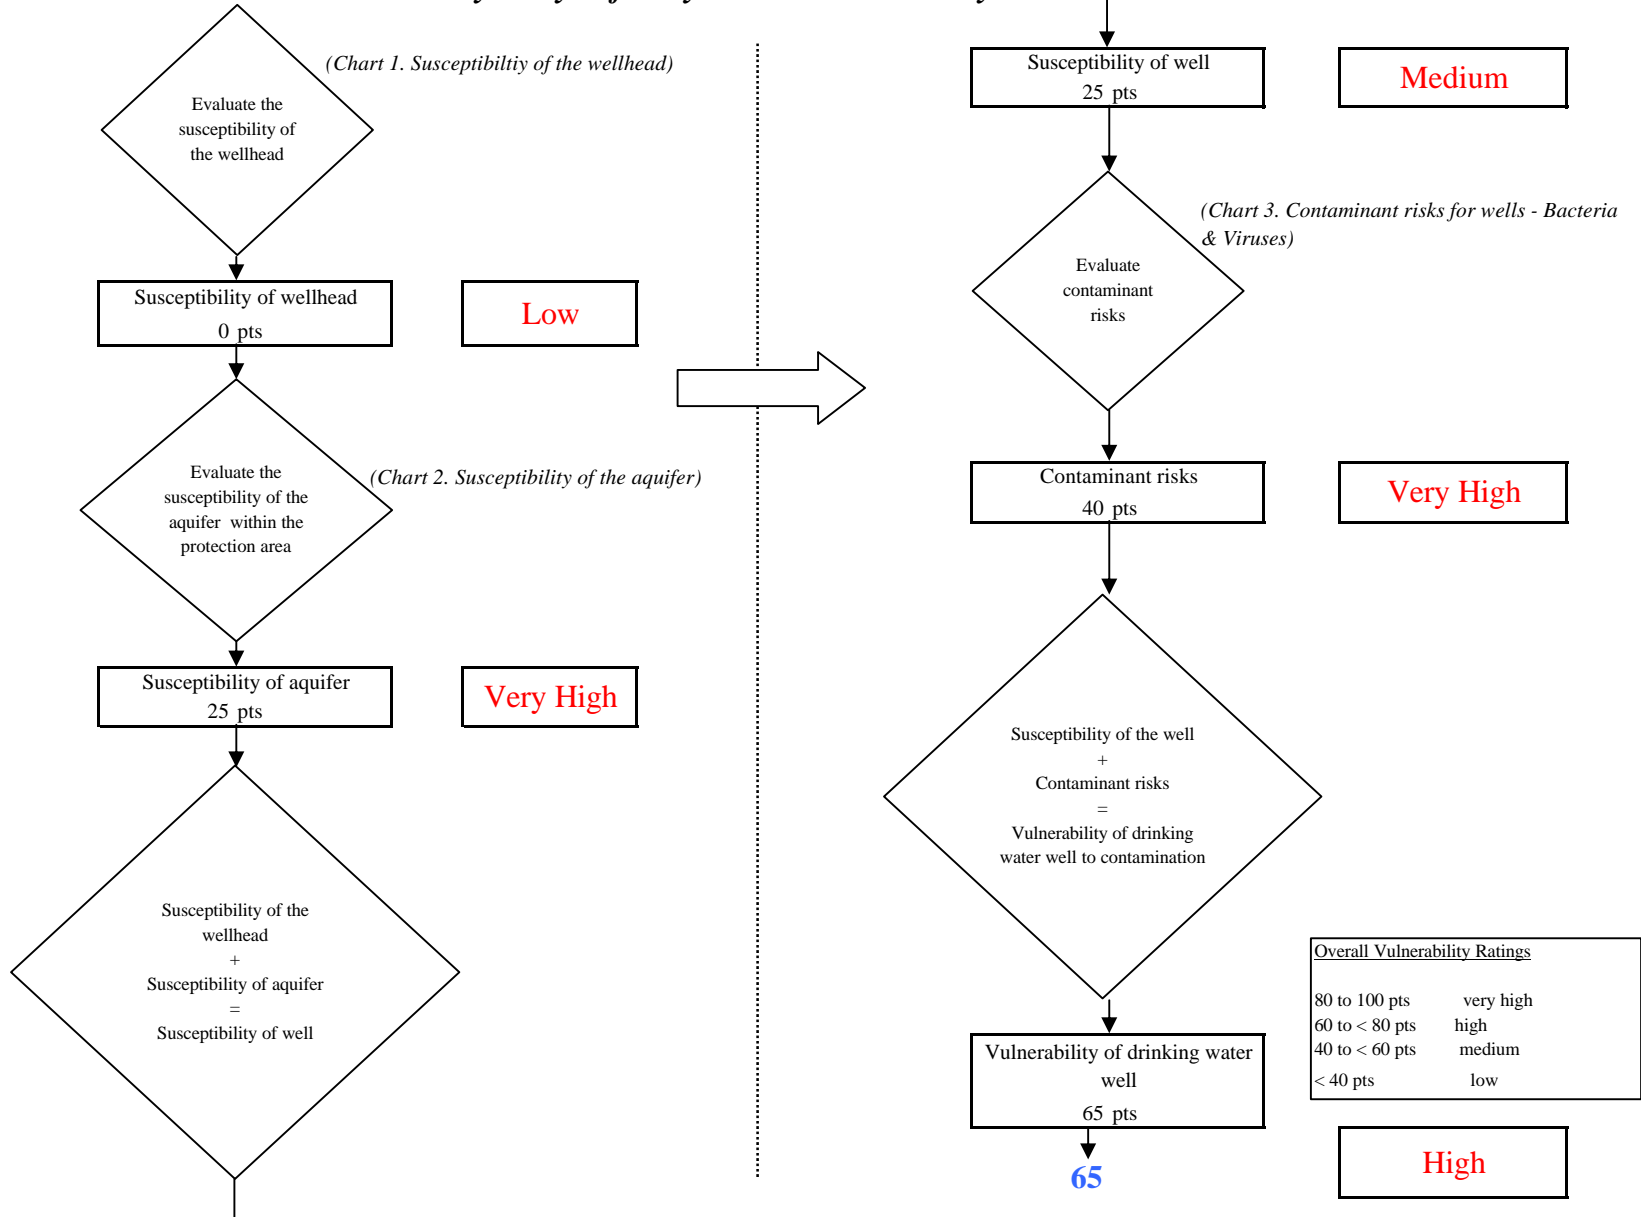 (Chart 1. Susceptibiltiy of the wellhead)
Evaluate the
susceptibility of
the wellhead
Susceptibility of wellhead
0 pts
Low
Evaluate the
susceptibility of the
aquifer within the
protection area
(Chart 2. Susceptibility of the aquifer)
Susceptibility of aquifer
25 pts
Very High
Susceptibility of the
wellhead
+
Susceptibility of aquifer
=
Susceptibility of well
Susceptibility of well
25 pts
Medium
(Chart 3. Contaminant risks for wells - Bacteria
& Viruses)
Evaluate
contaminant
risks
Contaminant risks
40 pts
Very High
Susceptibility of the well
+
Contaminant risks
=
Vulnerability of drinking
water well to contamination
Vulnerability of drinking water
well
65 pts
65
Overall Vulnerability Ratings
80 to 100 pts very high
60 to < 80 pts high
40 to < 60 pts medium
< 40 pts low
High